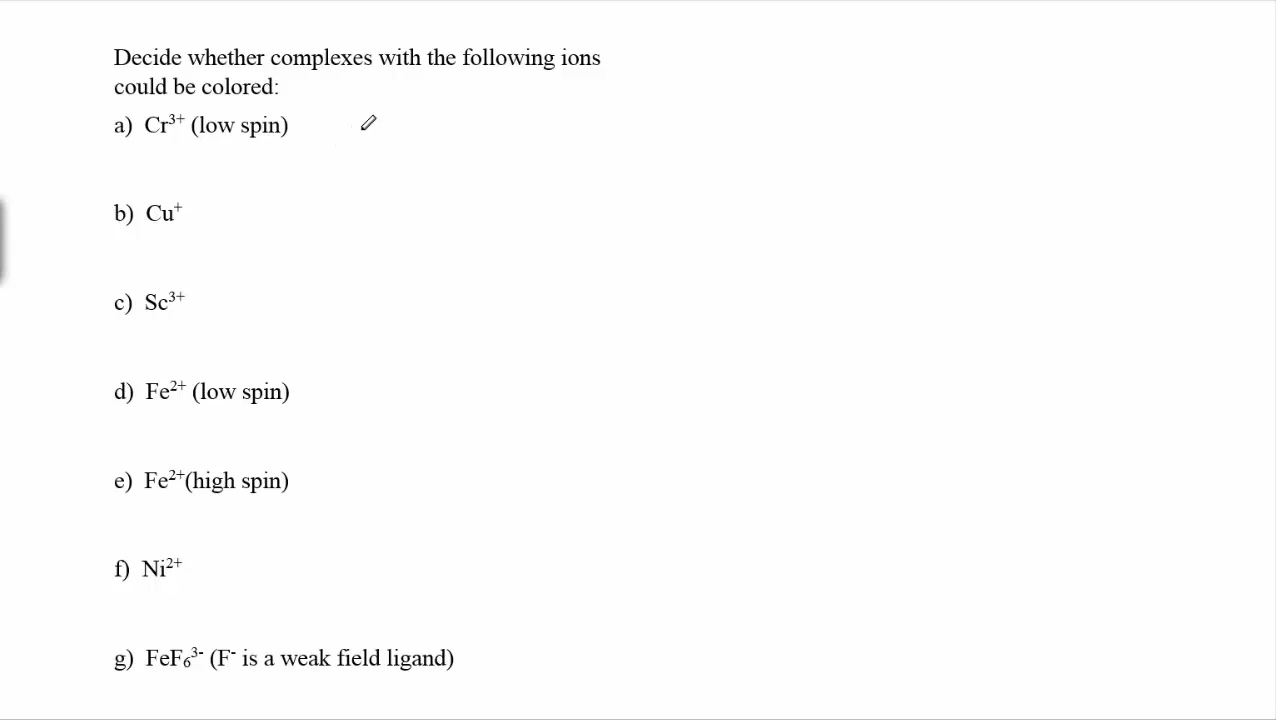 Decide whether complexes with the following ions
could be colored:
a) Cr³⁺ (low spin)
b) Cu⁺
c) Sc³⁺
d) Fe²⁺ (low spin)
e) Fe²⁺(high spin)
f) Ni²⁺
g) FeF₆³⁻ (F⁻ is a weak field ligand)